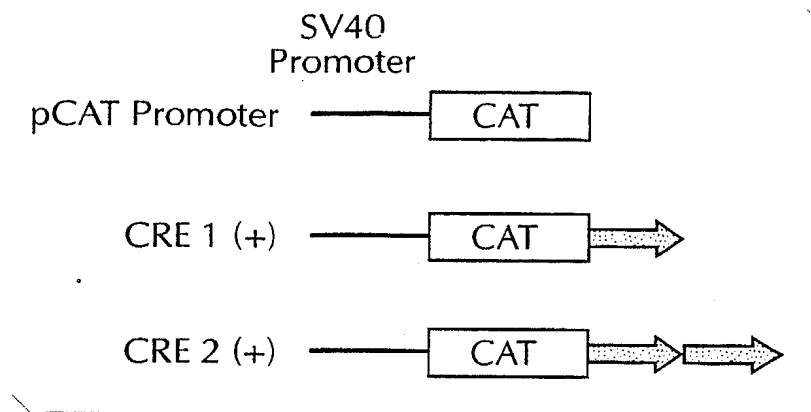 SV40
Promoter
pCAT Promoter
CAT
CRE 1 (+)
CAT
CRE 2 (+)
CAT